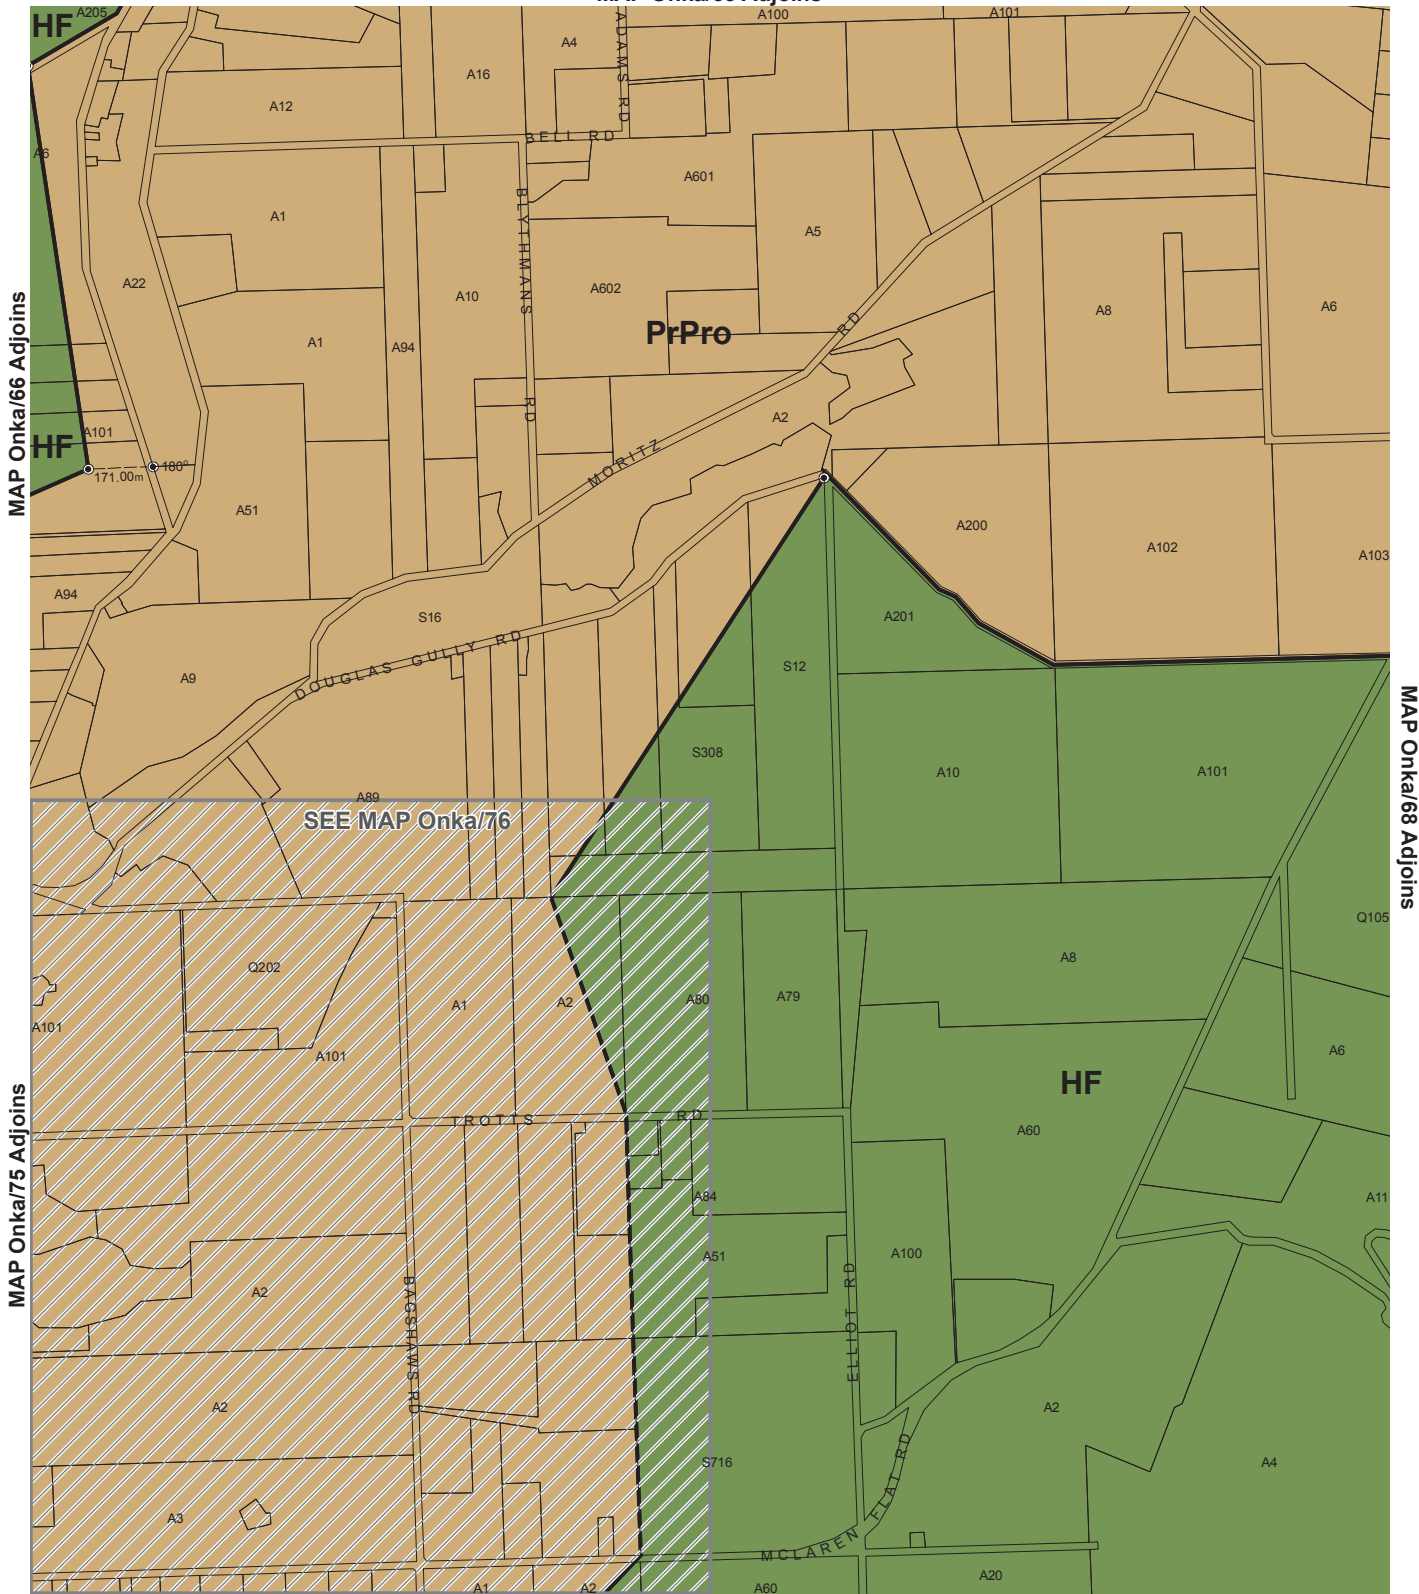 HF
A205
A100
A101
A4
ADAMS RD
A16
A12
BELL RD
A6
A601
A1
BLYTHMANS RD
A5
A22
A10
A602
A8
A6
MAP Onka/66 Adjoins
PrPro
RD
A1
A94
A2
A101
HF
MORITZ
180°
171.00m
A51
A200
A102
A103
A94
S16
A201
DOUGLAS GULLY RD
A9
S12
S308
A10
A101
MAP Onka/68 Adjoins
A89
SEE MAP Onka/76
Q105
Q202
A8
A1
A2
A80
A79
A101
A101
A6
HF
TROTTS RD
A60
MAP Onka/75 Adjoins
A84
A11
A51
A100
A2
BAGSHAWS RD
ELLIOT RD
A2
A2
S716
A4
A3
MCLAREN FLAT RD
A20
A1
A2
A60